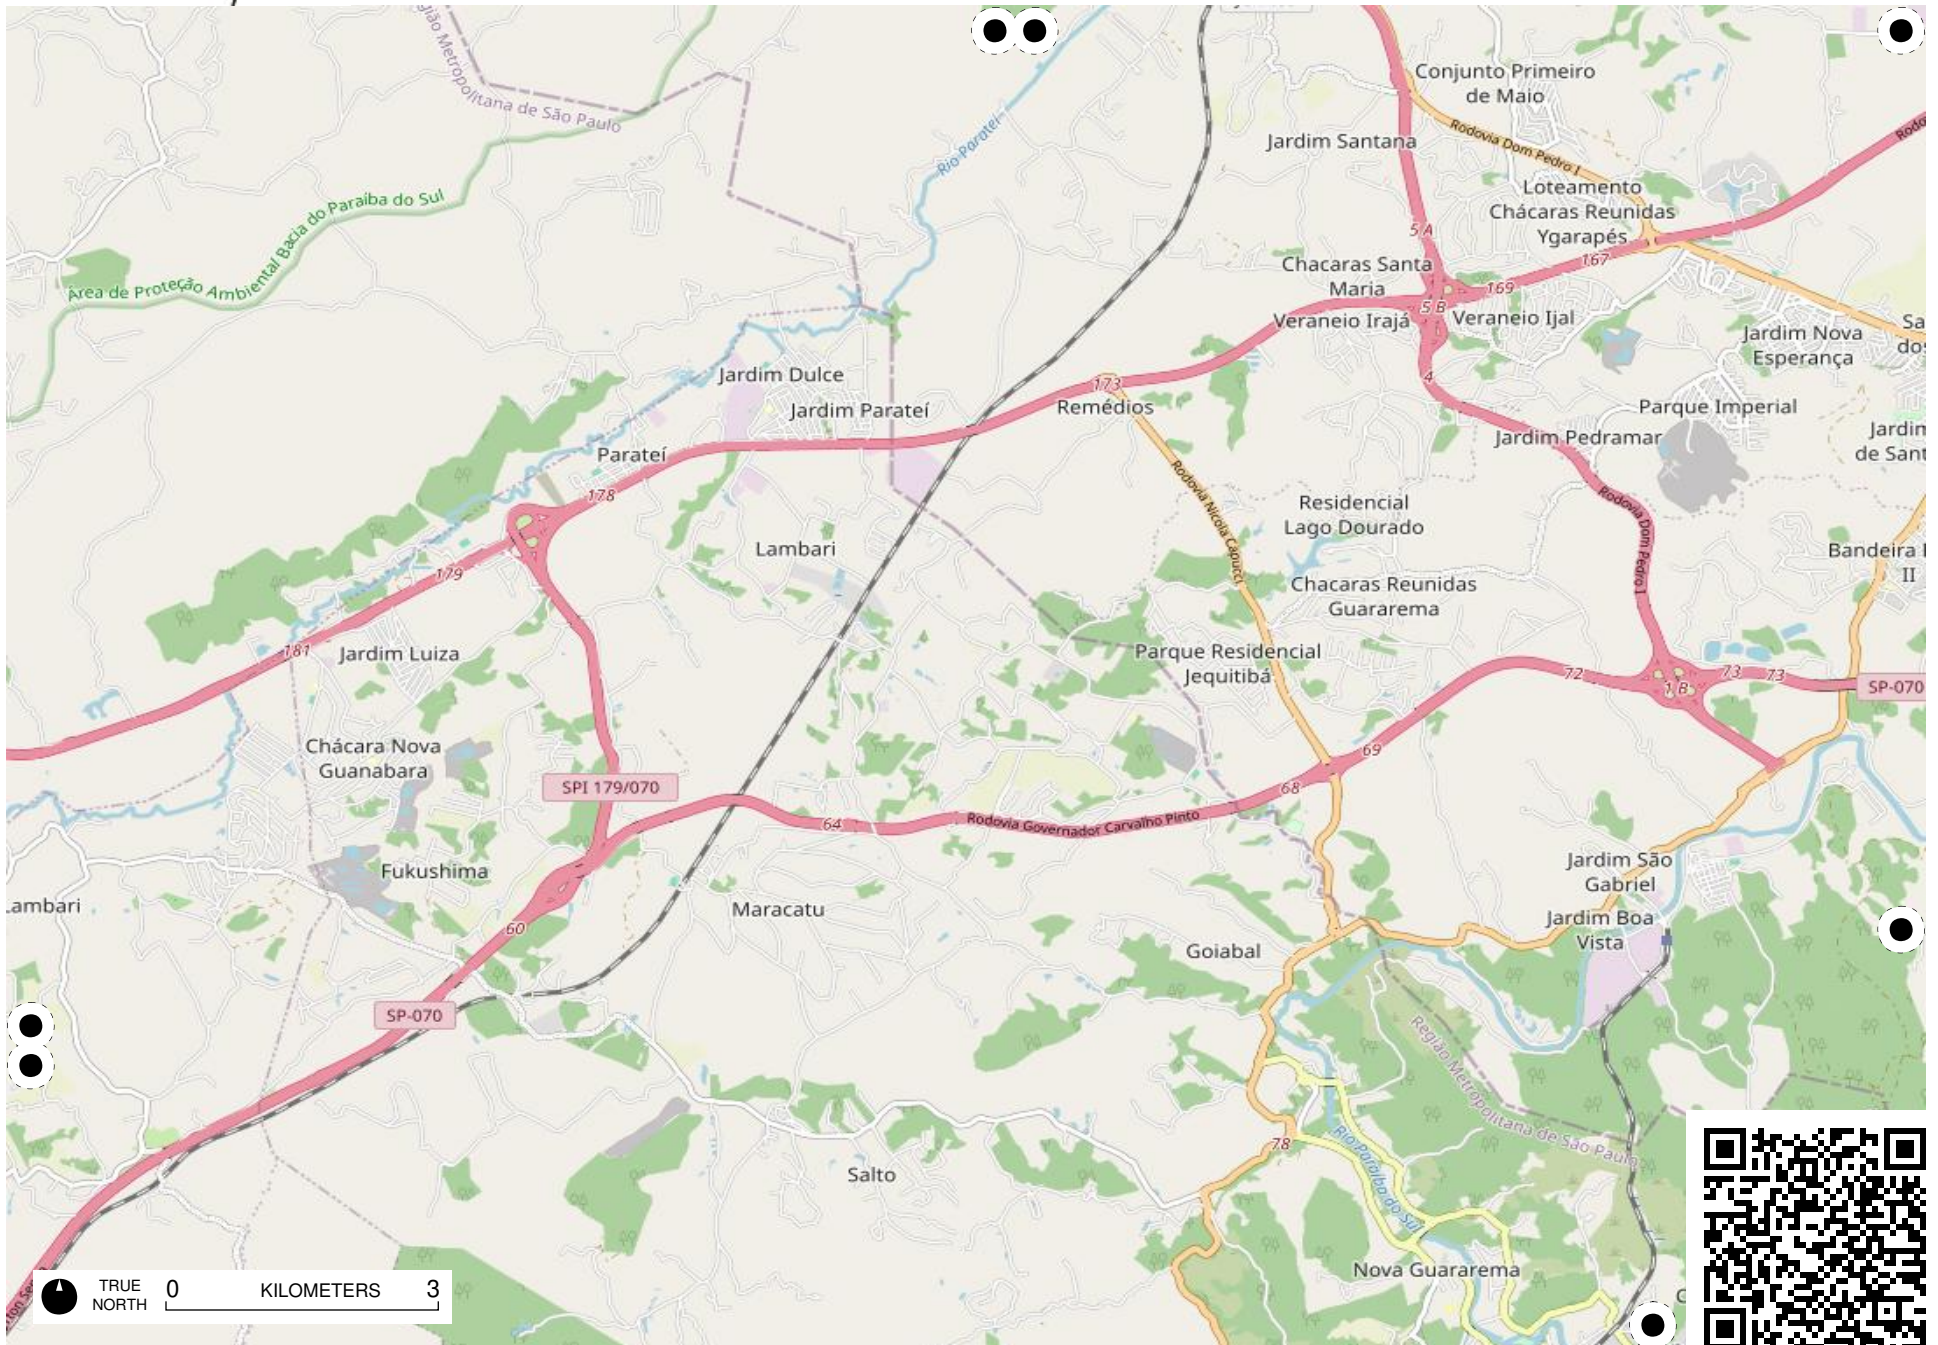 Região Metropolitana de São Paulo
Conjunto Primeiro
de Maio
Rio Parateí
Rodovia Dom Pedro I
Jardim Santana
Loteamento
Chácaras Reunidas
Ygarapés
Área de Proteção Ambiental Bacia do Paraíba do Sul
5 A
167
Chacaras Santa
Maria
169
5 B
Veraneio Irajá
Veraneio Ijal
Jardim Nova
Esperança
Jardim Dulce
4
173
Remédios
Jardim Parateí
Parque Imperial
Jardim Pedramar
Jardim
de Sant
Parateí
178
Rodovia Nicola Capucci
Rodovia Dom Pedro I
Residencial
Lago Dourado
Lambari
Bandeira
II
179
Chacaras Reunidas
Guararema
181
Jardim Luiza
Parque Residencial
Jequitibá
72
1 B
73
73
SP-070
Chácara Nova
Guanabara
69
SPI 179/070
68
64
Rodovia Governador Carvalho Pinto
Fukushima
Jardim São
Gabriel
Lambari
Maracatu
Jardim Boa
Vista
60
Goiabal
SP-070
Região Metropolitana de São Paulo
78
Rio Paraíba do Sul
Salto
Nova Guararema
TRUE
NORTH
0 KILOMETERS 3